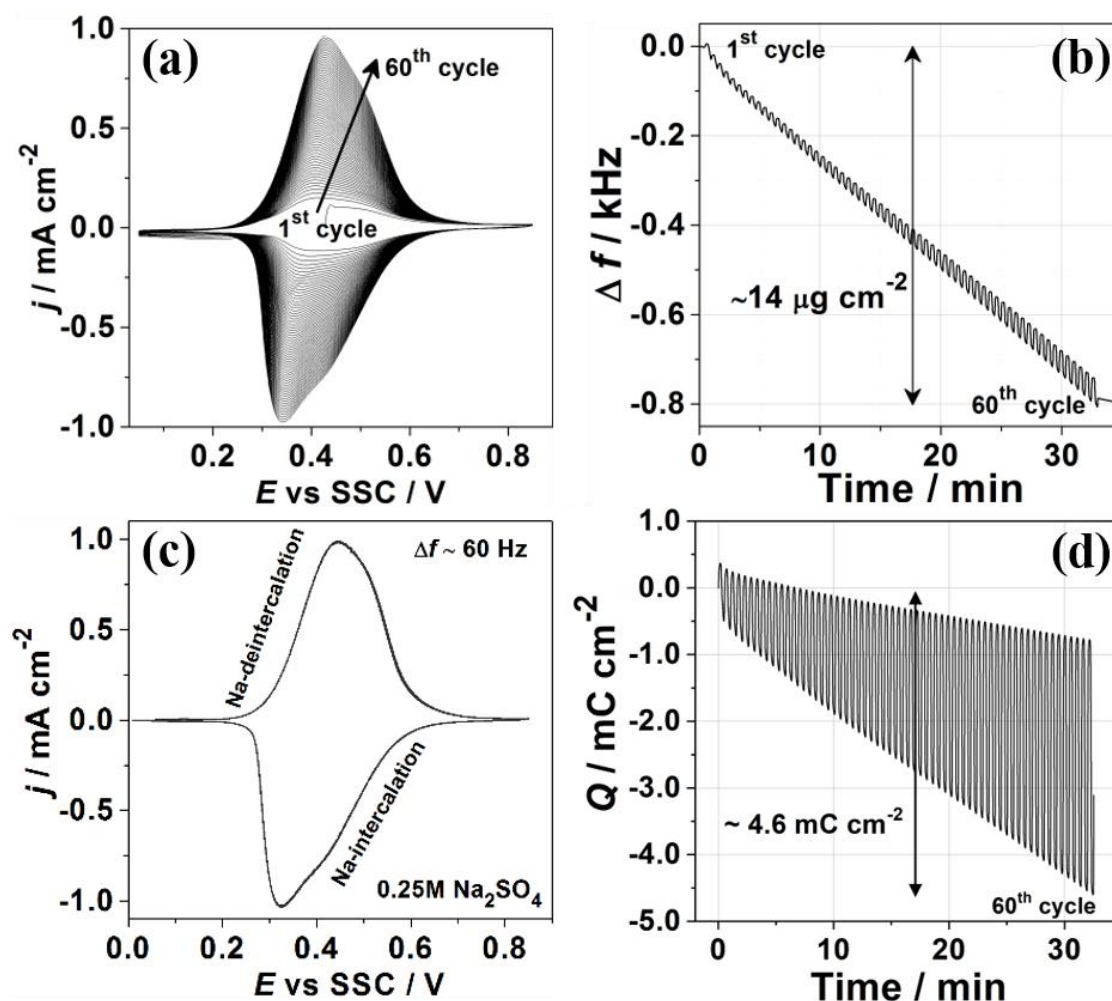 (a)
1.0
0.5
0.0
-0.5
-1.0
j / mA cm⁻²
60th cycle
1st cycle
0.2 0.4 0.6 0.8
E vs SSC / V
(b)
0.0
-0.2
-0.4
-0.6
-0.8
Δ f / kHz
1st cycle
~14 μg cm⁻²
60th cycle
0 10 20 30
Time / min
(c)
1.0
0.5
0.0
-0.5
-1.0
j / mA cm⁻²
Δf ~ 60 Hz
Na-deintercalation
Na-intercalation
0.25M Na₂SO₄
0.0 0.2 0.4 0.6 0.8
E vs SSC / V
(d)
1.0
0.0
-1.0
-2.0
-3.0
-4.0
-5.0
Q / mC cm⁻²
~ 4.6 mC cm⁻²
60th cycle
0 10 20 30
Time / min